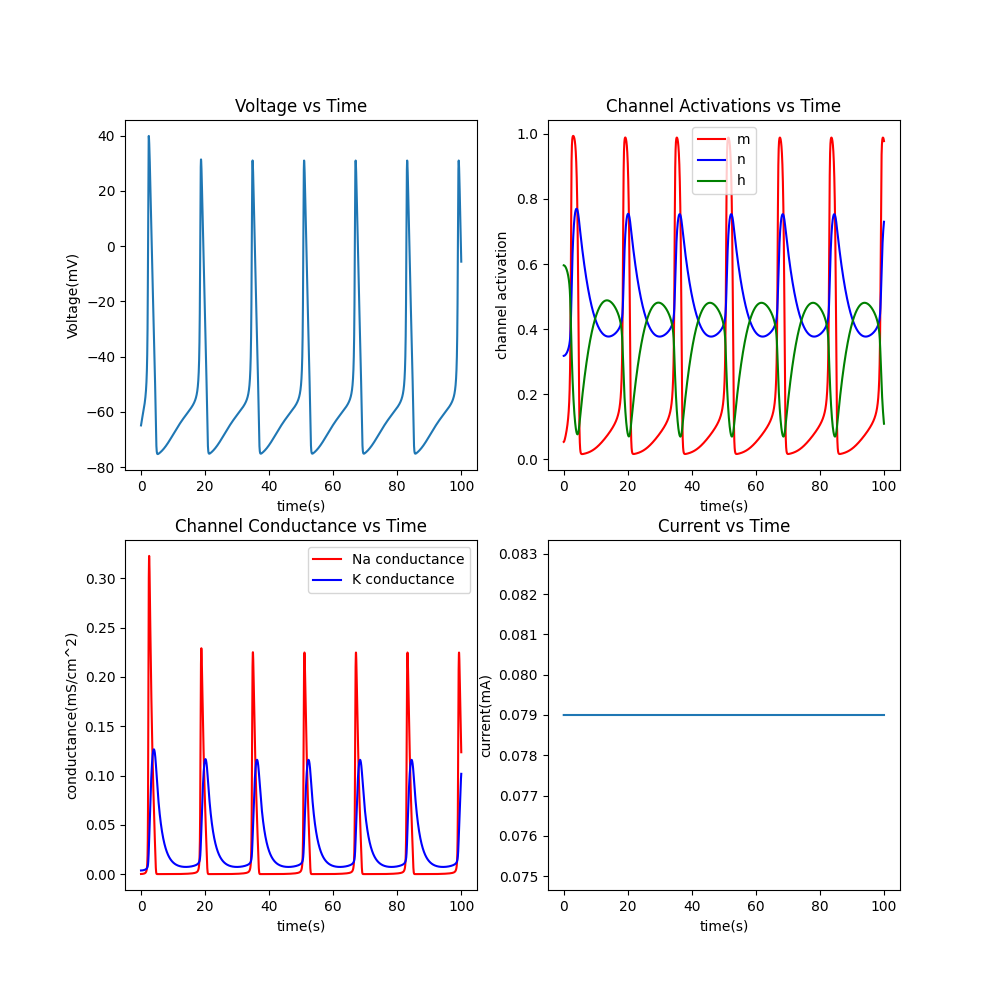 Voltage vs Time
40
20
0
−20
−40
−60
−80
Voltage(mV)
0 20 40 60 80 100
time(s)
Channel Activations vs Time
m
n
h
1.0
0.8
0.6
0.4
0.2
0.0
channel activation
0 20 40 60 80 100
time(s)
Channel Conductance vs Time
Na conductance
K conductance
0.30
0.25
0.20
0.15
0.10
0.05
0.00
conductance(mS/cm^2)
0 20 40 60 80 100
time(s)
Current vs Time
0.083
0.082
0.081
0.080
0.079
0.078
0.077
0.076
0.075
current(mA)
0 20 40 60 80 100
time(s)